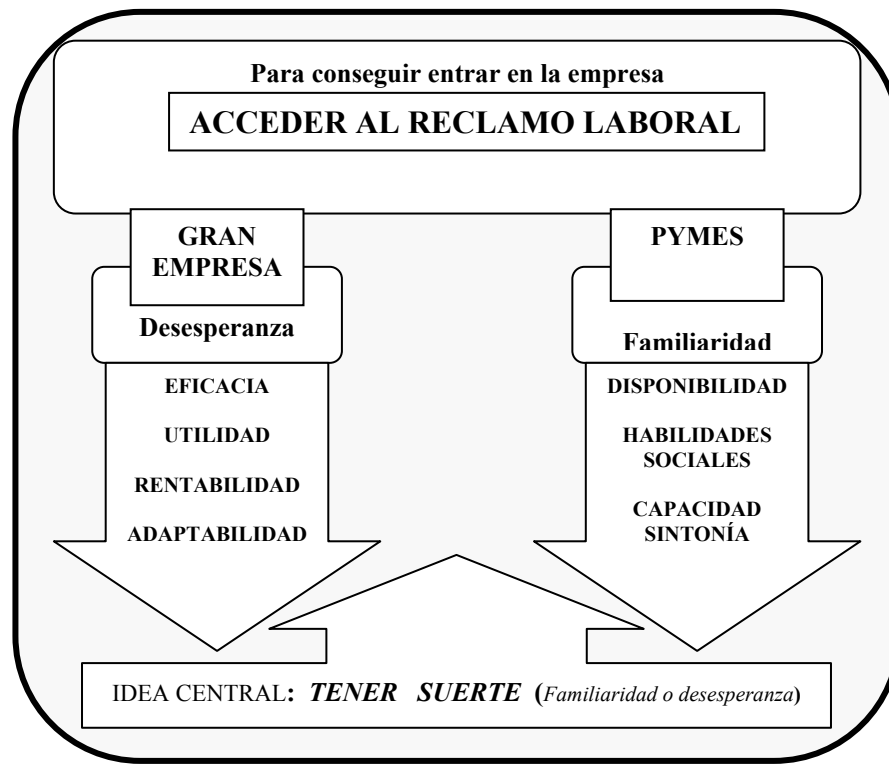 Para conseguir entrar en la empresa
ACCEDER AL RECLAMO LABORAL
GRAN
EMPRESA
Desesperanza
EFICACIA
UTILIDAD
RENTABILIDAD
ADAPTABILIDAD
PYMES
Familiaridad
DISPONIBILIDAD
HABILIDADES
SOCIALES
CAPACIDAD
SINTONÍA
IDEA CENTRAL: TENER SUERTE (Familiaridad o desesperanza)